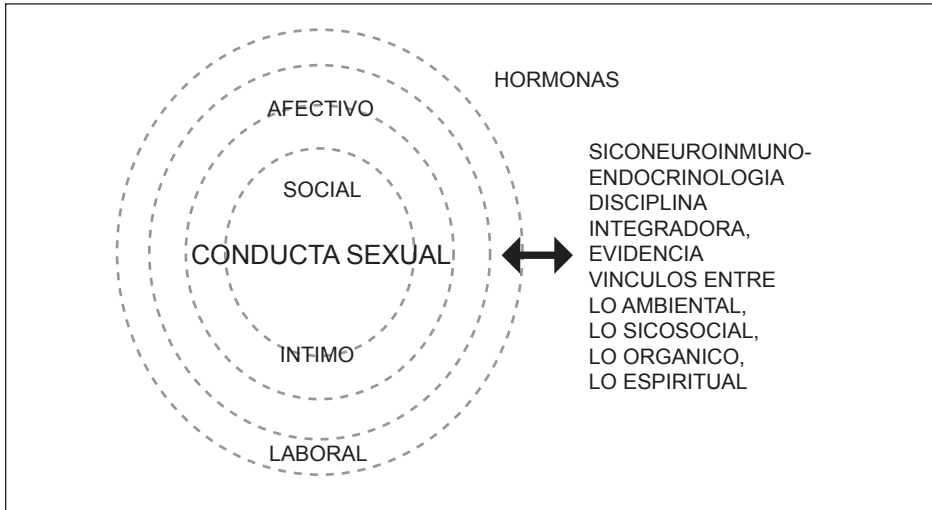 HORMONAS
AFECTIVO
SOCIAL
CONDUCTA SEXUAL
INTIMO
LABORAL
SICONEUROINMUNO-
ENDOCRINOLOGIA
DISCIPLINA
INTEGRADORA,
EVIDENCIA
VINCULOS ENTRE
LO AMBIENTAL,
LO SICOSOCIAL,
LO ORGANICO,
LO ESPIRITUAL